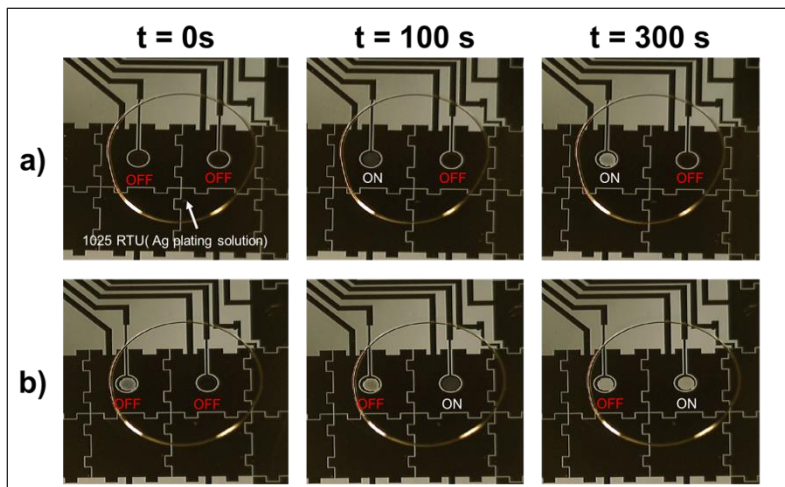 t = 0s t = 100 s t = 300 s
a)
OFF OFF ON OFF ON OFF
1025 RTU( Ag plating solution)
b)
OFF OFF OFF ON OFF ON